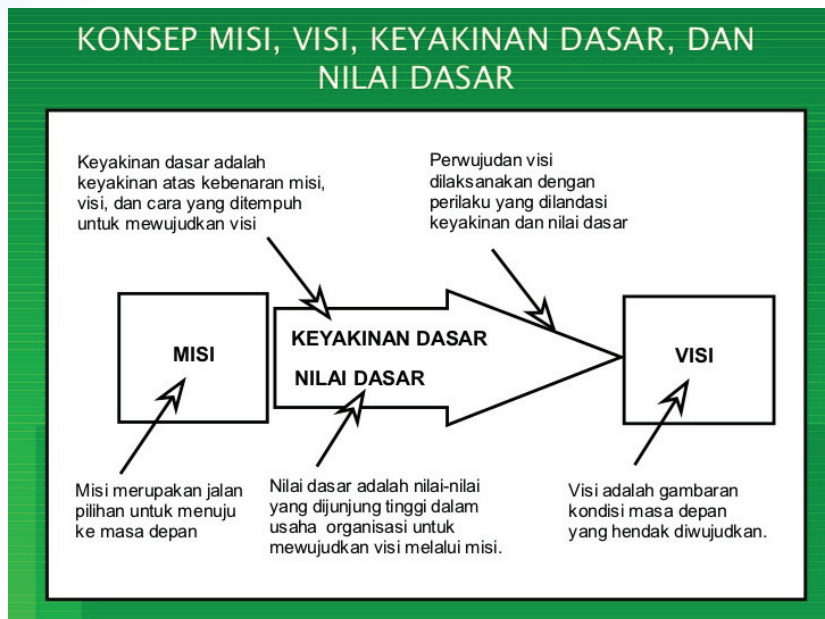 KONSEP MISI, VISI, KEYAKINAN DASAR, DAN
NILAI DASAR
Keyakinan dasar adalah
keyakinan atas kebenaran misi,
visi, dan cara yang ditempuh
untuk mewujudkan visi
Perwujudan visi
dilaksanakan dengan
perilaku yang dilandasi
keyakinan dan nilai dasar
MISI
KEYAKINAN DASAR
NILAI DASAR
VISI
Misi merupakan jalan
pilihan untuk menuju
ke masa depan
Nilai dasar adalah nilai-nilai
yang dijunjung tinggi dalam
usaha organisasi untuk
mewujudkan visi melalui misi.
Visi adalah gambaran
kondisi masa depan
yang hendak diwujudkan.